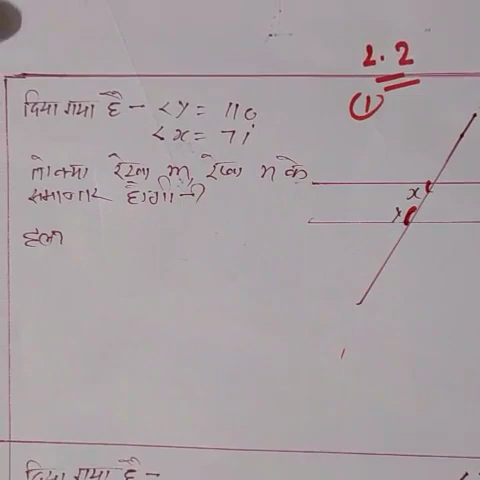 2.2
①
दिया गया है - <y = 110
<x = 71
तो क्या रेखा m, रेखा n के
समान्तर होगी -
x
y
हल
दिया गया है -